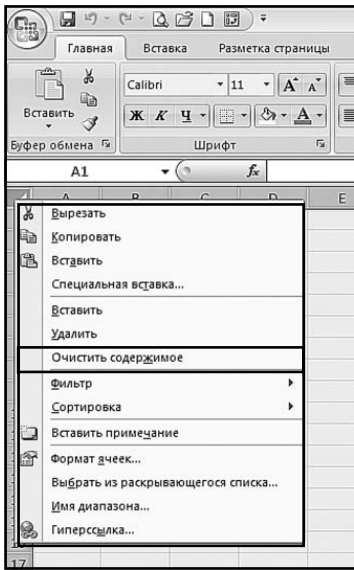 Главная Вставка Разметка страницы
Вставить
Calibri 11 А А
Ж К Ч А
Буфер обмена Шрифт
A1 fx
E
Вырезать
Копировать
Вставить
Специальная вставка...
Вставить
Удалить
Очистить содержимое
Фильтр
Сортировка
Вставить примечание
Формат ячеек...
Выбрать из раскрывающегося списка...
Имя диапазона...
Гиперссылка...
17